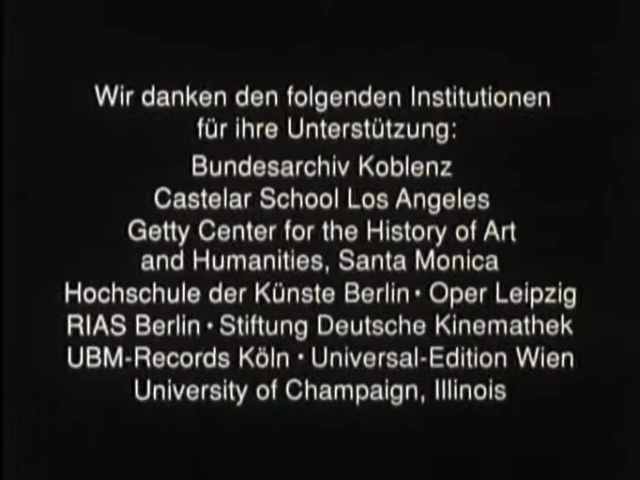 Wir danken den folgenden Institutionen
für ihre Unterstützung:
Bundesarchiv Koblenz
Castelar School Los Angeles
Getty Center for the History of Art
and Humanities, Santa Monica
Hochschule der Künste Berlin · Oper Leipzig
RIAS Berlin · Stiftung Deutsche Kinemathek
UBM-Records Köln · Universal-Edition Wien
University of Champaign, Illinois